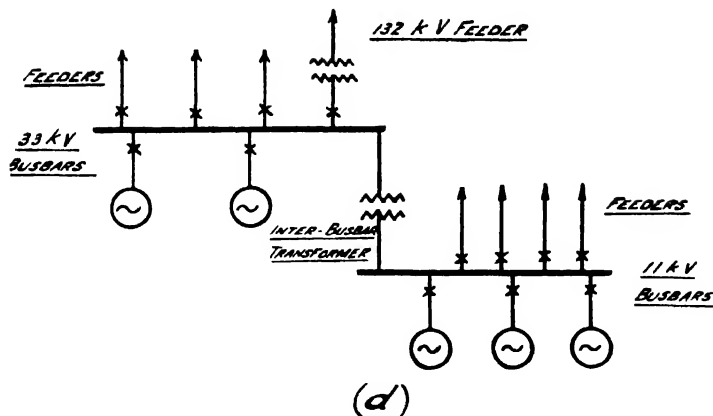 132 kV FEEDER
FEEDERS
33 kV
BUSBARS
INTER-BUSBAR
TRANSFORMER
FEEDERS
11 kV
BUSBARS
(d)